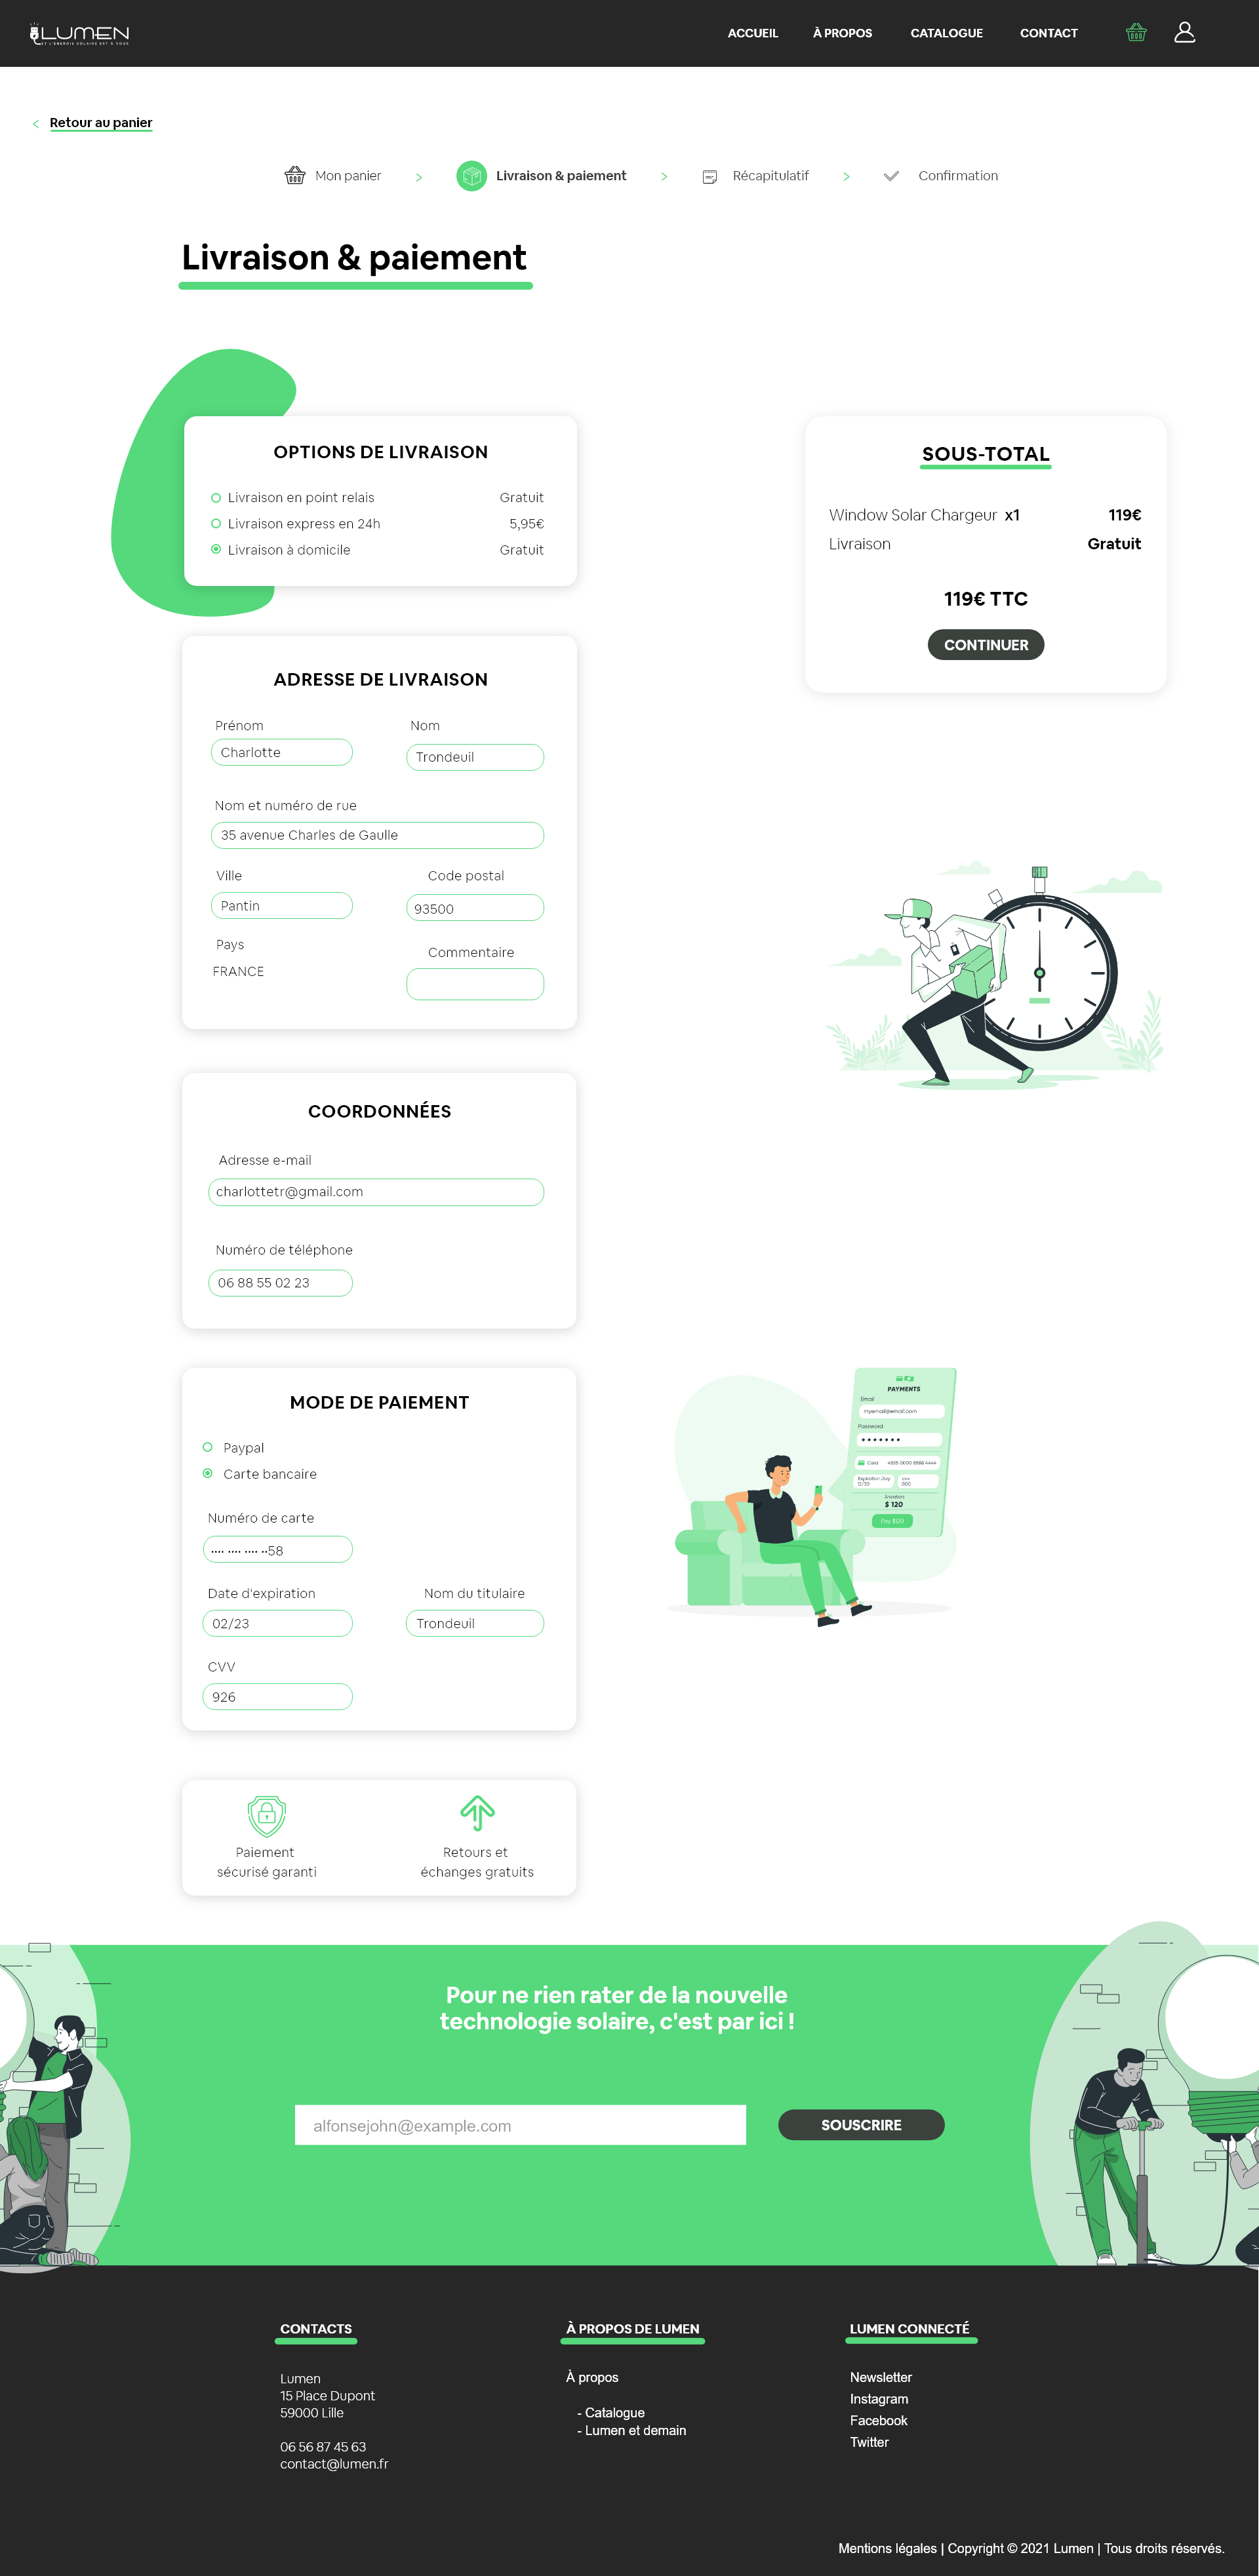 LUMEN
ET L'ÉNERGIE SOLAIRE EST À VOUS
ACCUEIL À PROPOS CATALOGUE CONTACT
< Retour au panier
Mon panier > Livraison & paiement > Récapitulatif > Confirmation
Livraison & paiement
OPTIONS DE LIVRAISON
Livraison en point relais Gratuit
Livraison express en 24h 5,95€
Livraison à domicile Gratuit
SOUS-TOTAL
Window Solar Chargeur x1 119€
Livraison Gratuit
119€ TTC
CONTINUER
ADRESSE DE LIVRAISON
Prénom Nom
Charlotte Trondeuil
Nom et numéro de rue
35 avenue Charles de Gaulle
Ville Code postal
Pantin 93500
Pays Commentaire
FRANCE
COORDONNÉES
Adresse e-mail
charlottetr@gmail.com
Numéro de téléphone
06 88 55 02 23
MODE DE PAIEMENT
Paypal
Carte bancaire
Numéro de carte
···· ···· ···· ··58
Date d'expiration Nom du titulaire
02/23 Trondeuil
CVV
926
PAYMENTS
Email
myemail@email.com
Password
•••••••
Card
Expiration Day CVV
12/30 000
$ 120
Pay $120
Paiement
sécurisé garanti
Retours et
échanges gratuits
Pour ne rien rater de la nouvelle
technologie solaire, c'est par ici !
alfonsejohn@example.com
SOUSCRIRE
CONTACTS
Lumen
15 Place Dupont
59000 Lille
06 56 87 45 63
contact@lumen.fr
À PROPOS DE LUMEN
À propos
- Catalogue
- Lumen et demain
LUMEN CONNECTÉ
Newsletter
Instagram
Facebook
Twitter
Mentions légales | Copyright © 2021 Lumen | Tous droits réservés.